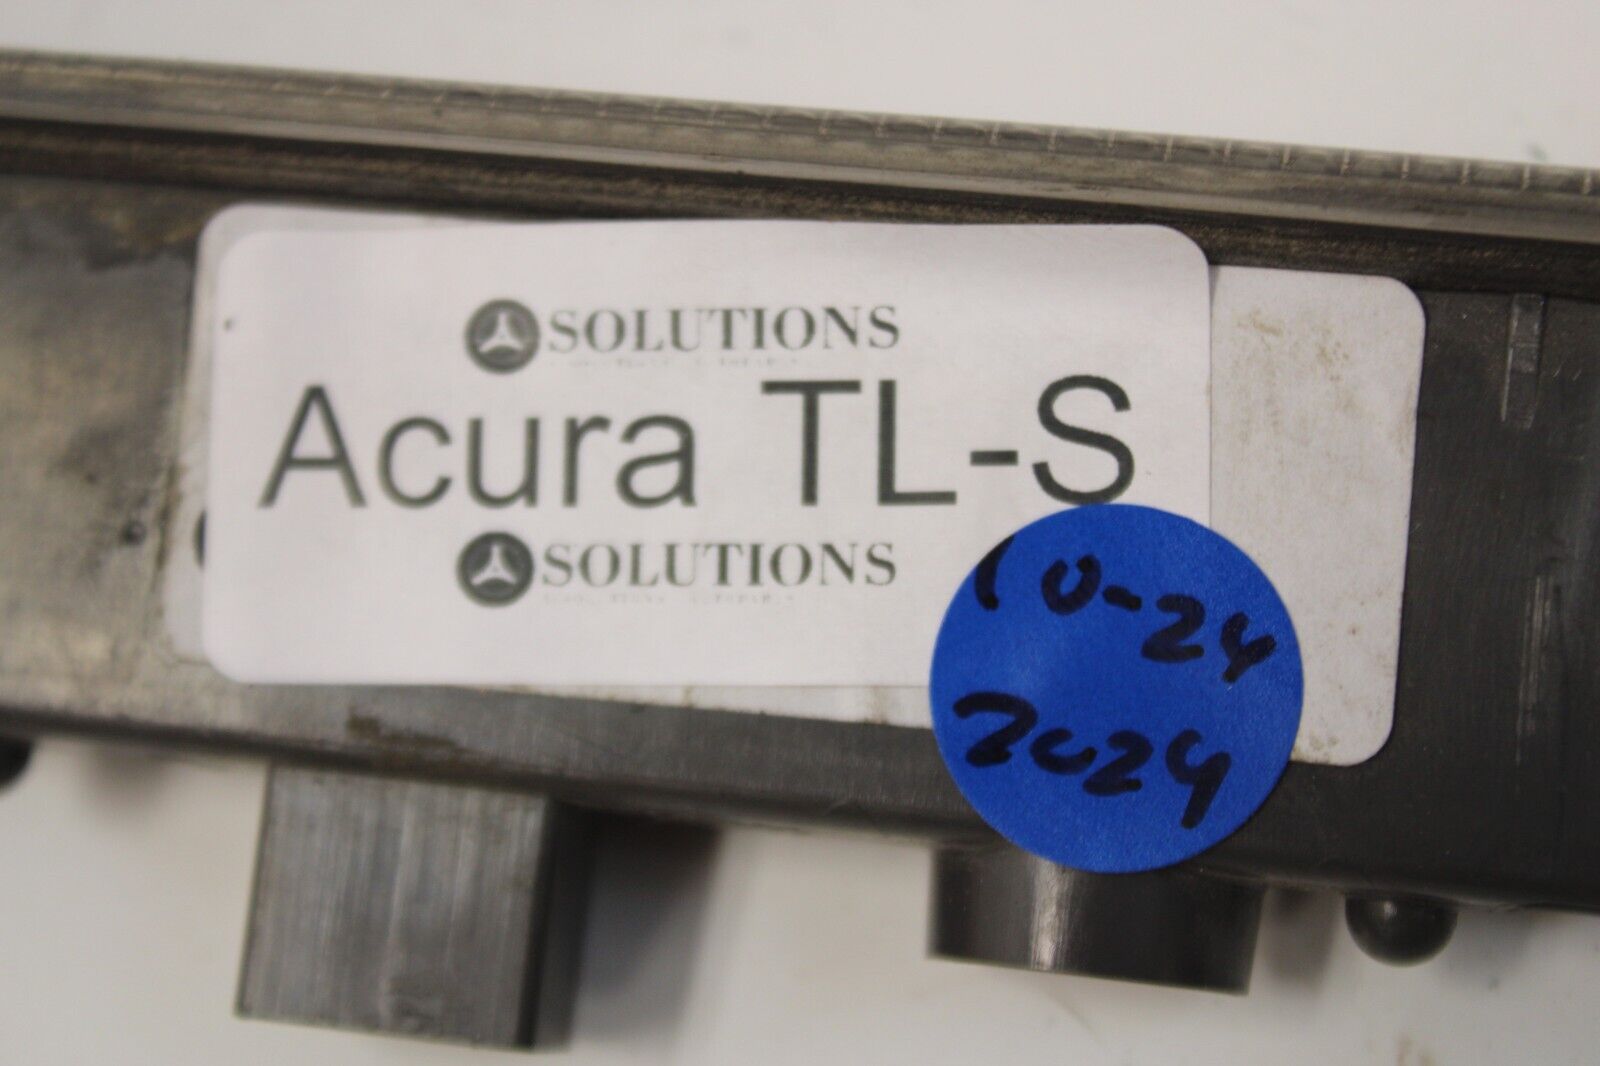 SOLUTIONS
Acura TL-S
SOLUTIONS
10-24
2024